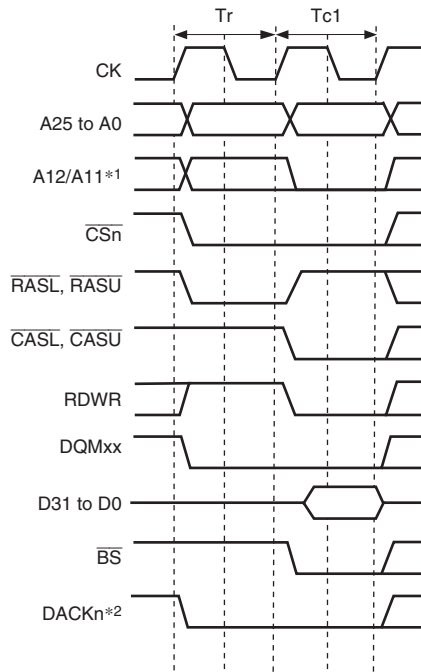 Tr Tc1
CK
A25 to A0
A12/A11*1
CSn
RASL, RASU
CASL, CASU
RDWR
DQMxx
D31 to D0
BS
DACKn*2